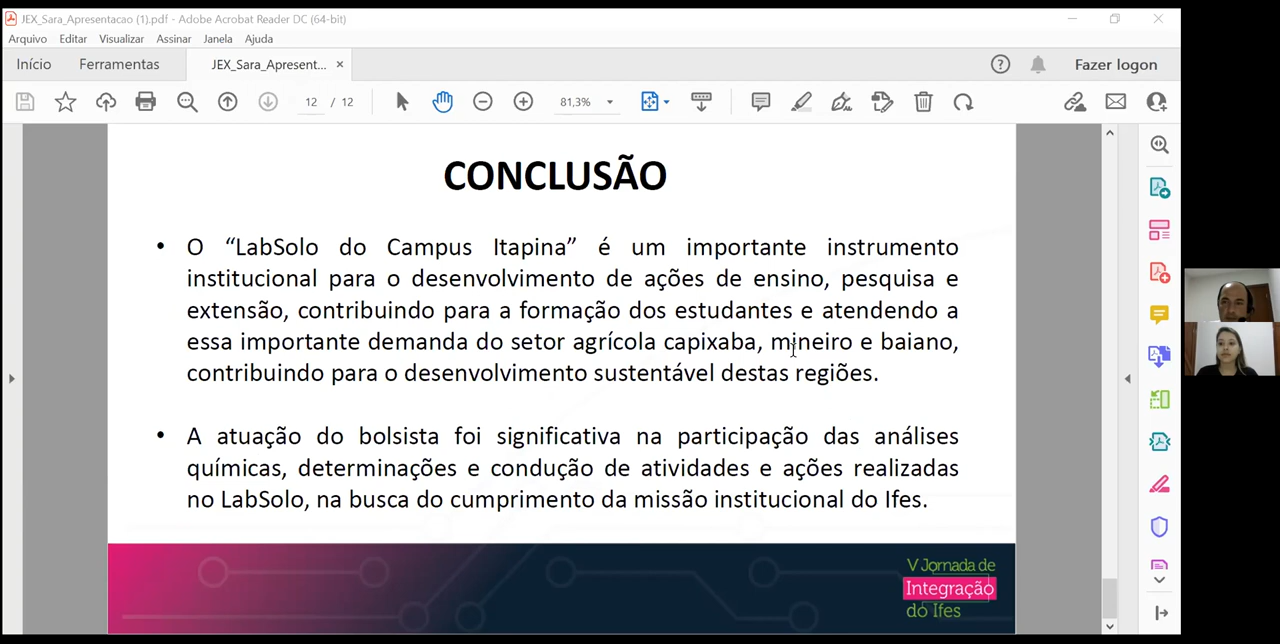 JEX_Sara_Apresentacao (1).pdf - Adobe Acrobat Reader DC (64-bit)
Arquivo Editar Visualizar Assinar Janela Ajuda
Início Ferramentas JEX_Sara_Apresent... × Fazer logon
12 / 12 81,3%
CONCLUSÃO
• O “LabSolo do Campus Itapina” é um importante instrumento
institucional para o desenvolvimento de ações de ensino, pesquisa e
extensão, contribuindo para a formação dos estudantes e atendendo a
essa importante demanda do setor agrícola capixaba, mineiro e baiano,
contribuindo para o desenvolvimento sustentável destas regiões.
• A atuação do bolsista foi significativa na participação das análises
químicas, determinações e condução de atividades e ações realizadas
no LabSolo, na busca do cumprimento da missão institucional do Ifes.
V Jornada de
Integração
do Ifes